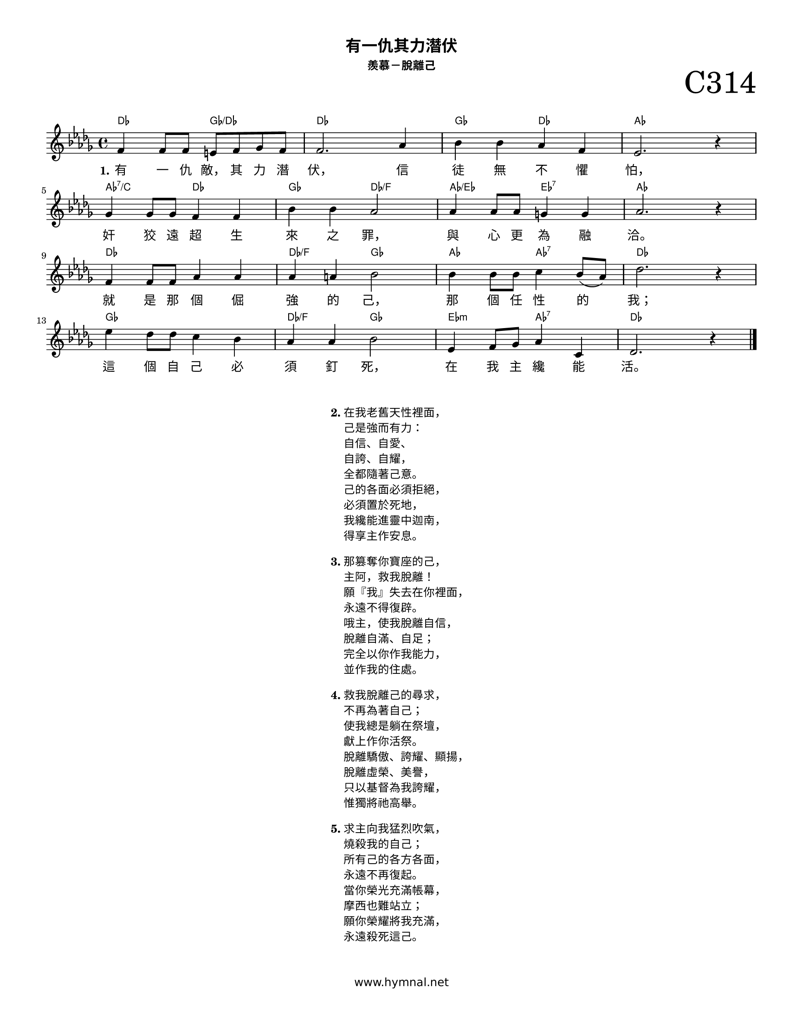 有一仇其力潛伏
羨慕－脫離己
C314
D♭ G♭/D♭ D♭ G♭ D♭ A♭
1. 有 一 仇 敵， 其 力 潛 伏， 信 徒 無 不 懼 怕，
5 A♭7/C D♭ G♭ D♭/F A♭/E♭ E♭7 A♭
奸 狡 遠 超 生 來 之 罪， 與 心 更 為 融 洽。
9 D♭ D♭/F G♭ A♭ A♭7 D♭
就 是 那 個 倔 強 的 己， 那 個 任 性 的 我；
13 G♭ D♭/F G♭ E♭m A♭7 D♭
這 個 自 己 必 須 釘 死， 在 我 主 纔 能 活。
2. 在我老舊天性裡面，
己是強而有力：
自信、自愛、
自誇、自耀，
全都隨著己意。
己的各面必須拒絕，
必須置於死地，
我纔能進靈中迦南，
得享主作安息。
3. 那篡奪你寶座的己，
主阿，救我脫離！
願『我』失去在你裡面，
永遠不得復辟。
哦主，使我脫離自信，
脫離自滿、自足；
完全以你作我能力，
並作我的住處。
4. 救我脫離己的尋求，
不再為著自己；
使我總是躺在祭壇，
獻上作你活祭。
脫離驕傲、誇耀、顯揚，
脫離虛榮、美譽，
只以基督為我誇耀，
惟獨將祂高舉。
5. 求主向我猛烈吹氣，
燒殺我的自己；
所有己的各方各面，
永遠不再復起。
當你榮光充滿帳幕，
摩西也難站立；
願你榮耀將我充滿，
永遠殺死這己。
www.hymnal.net